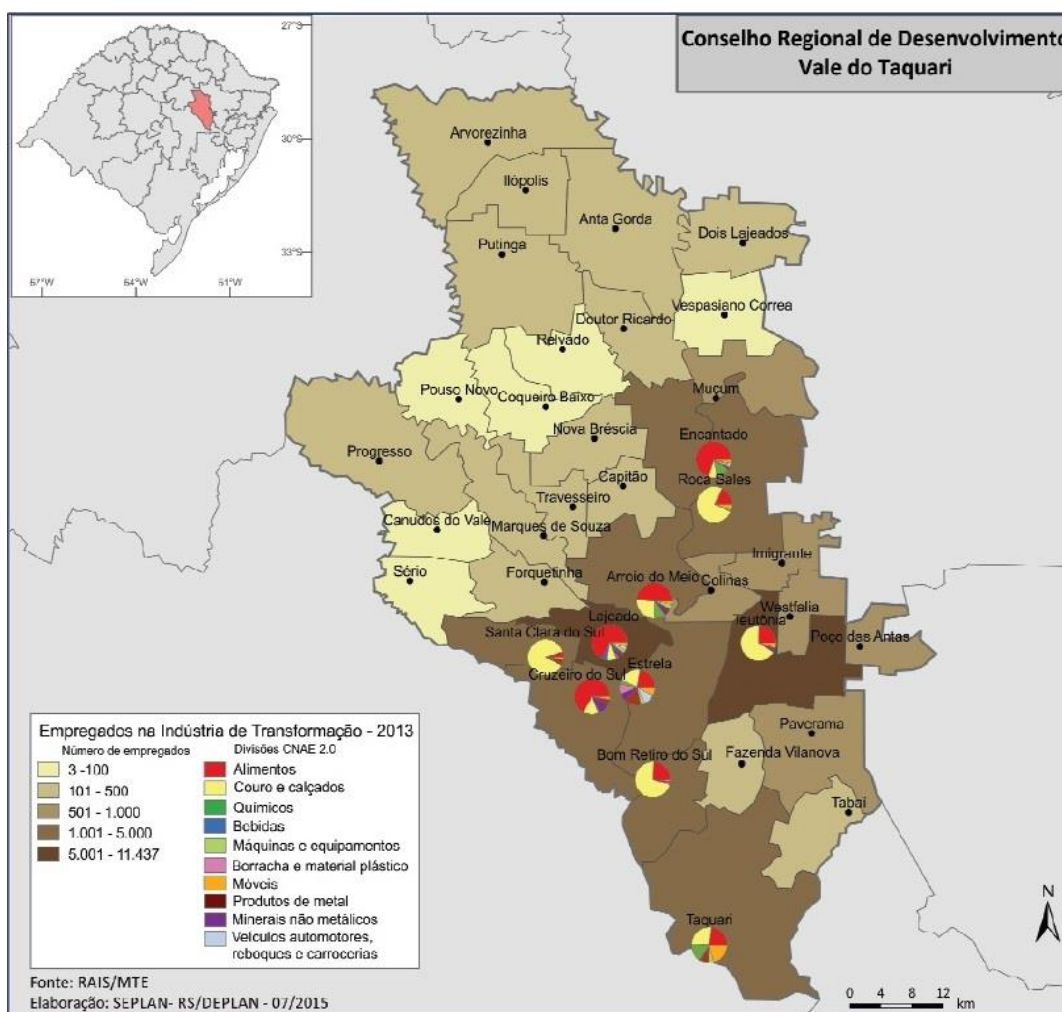 Conselho Regional de Desenvolvimento
Vale do Taquari
27°S
30°S
33°S
57°W
54°W
51°W
Arvorezinha
Ilópolis
Anta Gorda
Dois Lajeados
Putinga
Vespasiano Correa
Doutor Ricardo
Relvado
Pouso Novo
Coqueiro Baixo
Muçum
Nova Bréscia
Encantado
Progresso
Capitão
Roca Sales
Travesseiro
Canudos do Vale
Marques de Souza
Imigrante
Sério
Forquetinha
Arroio do Meio
Colinas
Westfalia
Lajeado
Teutônia
Santa Clara do Sul
Poço das Antas
Estrela
Cruzeiro do Sul
Paverama
Bom Retiro do Sul
Fazenda Vilanova
Tabaí
Taquari
Empregados na Indústria de Transformação - 2013
Número de empregados
3 -100
101 - 500
501 - 1.000
1.001 - 5.000
5.001 - 11.437
Divisões CNAE 2.0
Alimentos
Couro e calçados
Químicos
Bebidas
Máquinas e equipamentos
Borracha e material plástico
Móveis
Produtos de metal
Minerais não metálicos
Veículos automotores,
reboques e carrocerias
N
0 4 8 12
km
Fonte: RAIS/MTE
Elaboração: SEPLAN- RS/DEPLAN - 07/2015